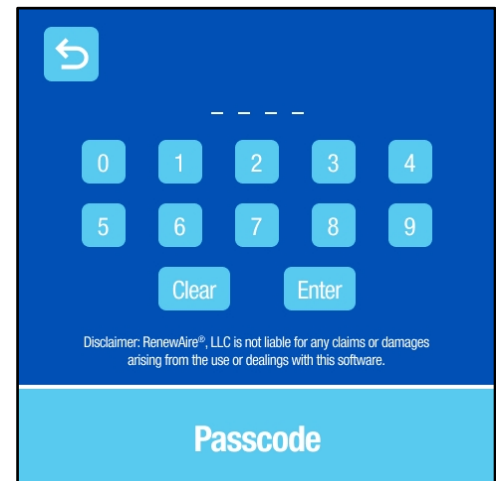 _ _ _ _
0 1 2 3 4
5 6 7 8 9
Clear Enter
Disclaimer: RenewAire®, LLC is not liable for any claims or damages
arising from the use or dealings with this software.
Passcode